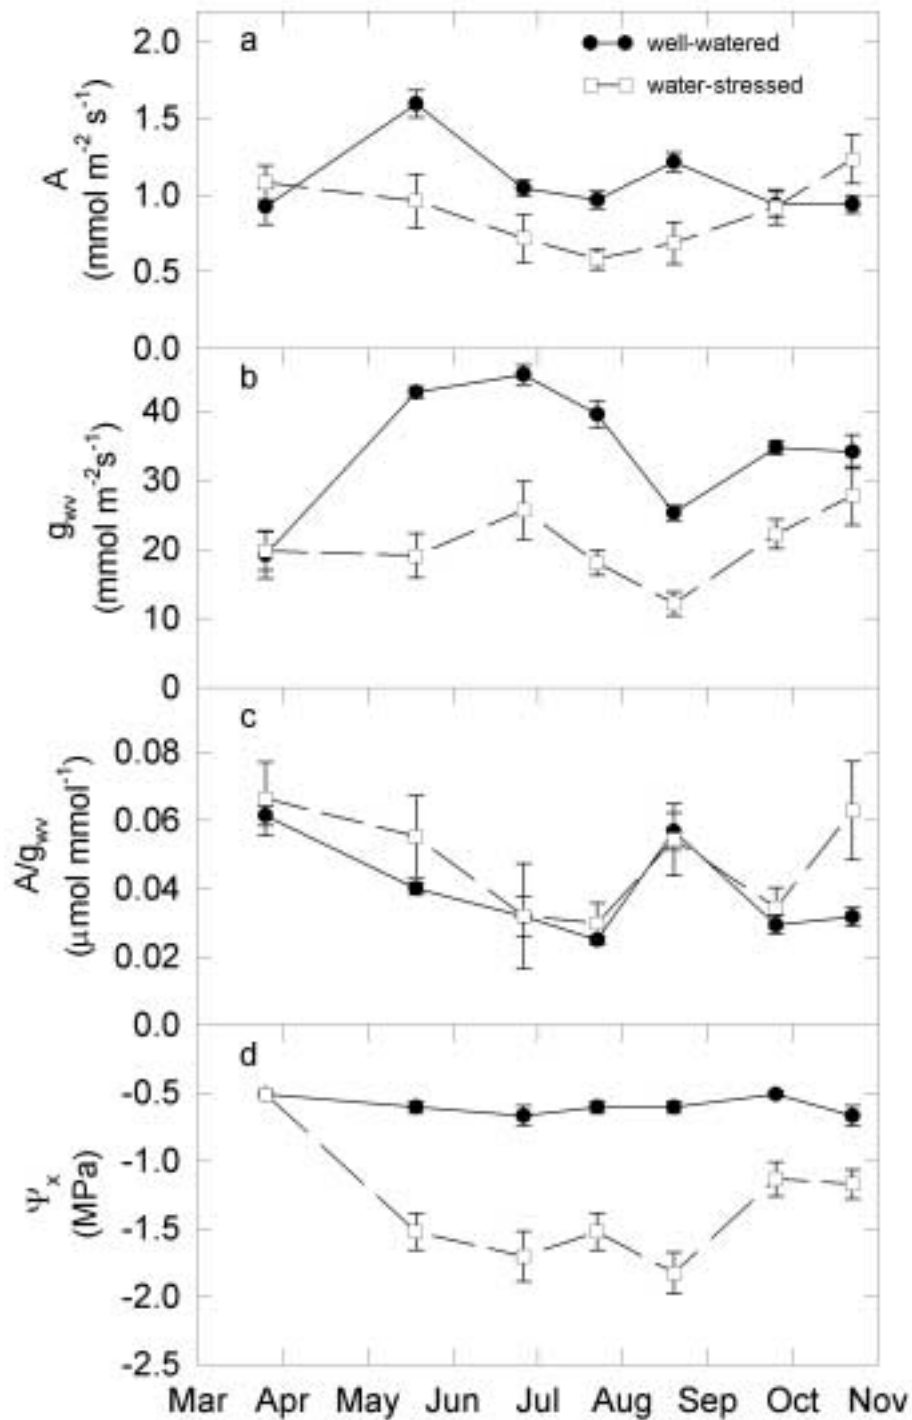 a
well-watered
water-stressed
2.0
1.5
1.0
0.5
0.0
A
(mmol m⁻² s⁻¹)
b
40
30
20
10
0
g_wv
(mmol m⁻²s⁻¹)
c
0.08
0.06
0.04
0.02
0.0
A/g_wv
(µmol mmol⁻¹)
d
-0.5
-1.0
-1.5
-2.0
-2.5
Ψ_x
(MPa)
Mar Apr May Jun Jul Aug Sep Oct Nov